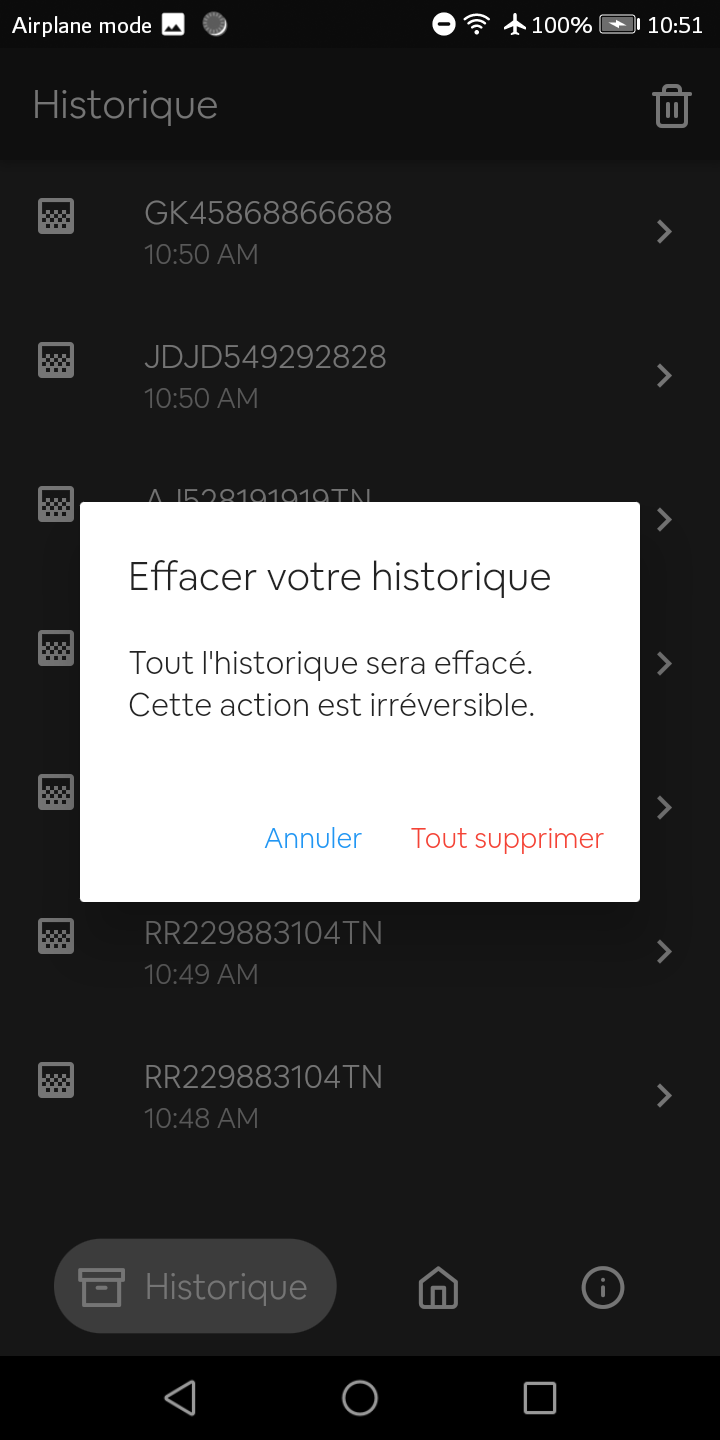 Airplane mode
100% 10:51
Historique
GK45868866688
10:50 AM
JDJD549292828
10:50 AM
AJ528191919TN
Effacer votre historique
Tout l'historique sera effacé.
Cette action est irréversible.
Annuler Tout supprimer
RR229883104TN
10:49 AM
RR229883104TN
10:48 AM
Historique